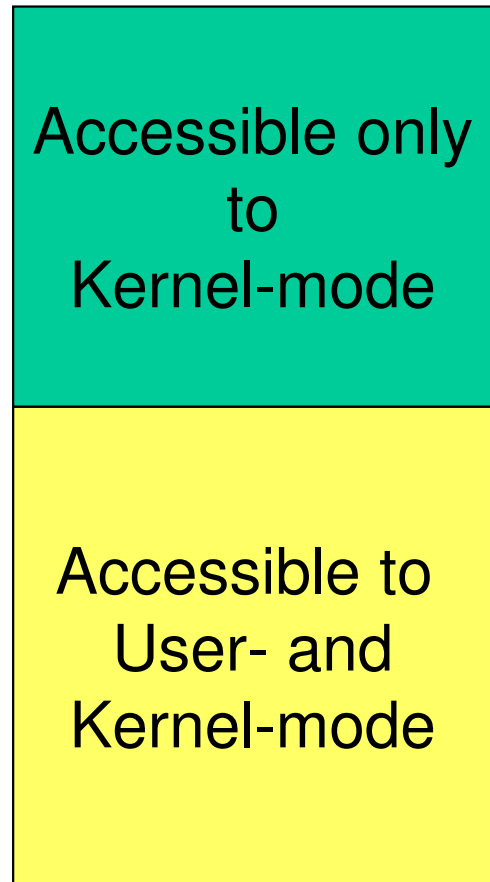 Accessible only
to
Kernel-mode
Accessible to
User- and
Kernel-mode